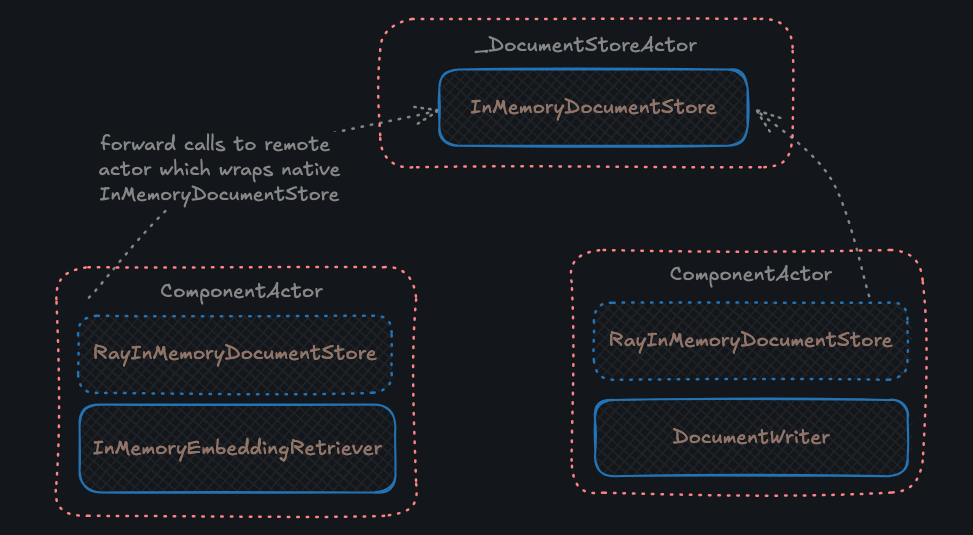 _DocumentStoreActor
InMemoryDocumentStore
forward calls to remote
actor which wraps native
InMemoryDocumentStore
ComponentActor
RayInMemoryDocumentStore
InMemoryEmbeddingRetriever
ComponentActor
RayInMemoryDocumentStore
DocumentWriter